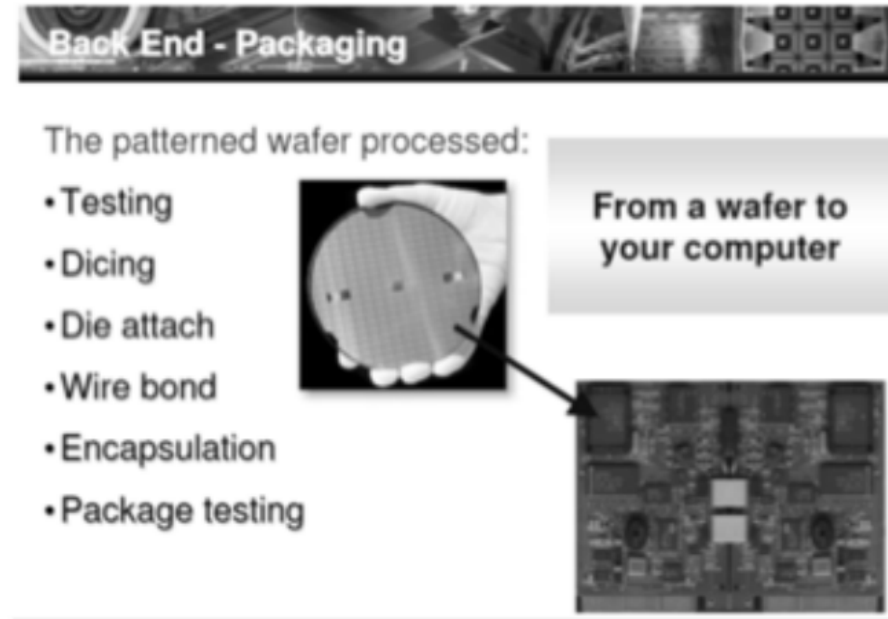 Back End - Packaging
The patterned wafer processed:
•Testing
•Dicing
•Die attach
•Wire bond
•Encapsulation
•Package testing
From a wafer to
your computer